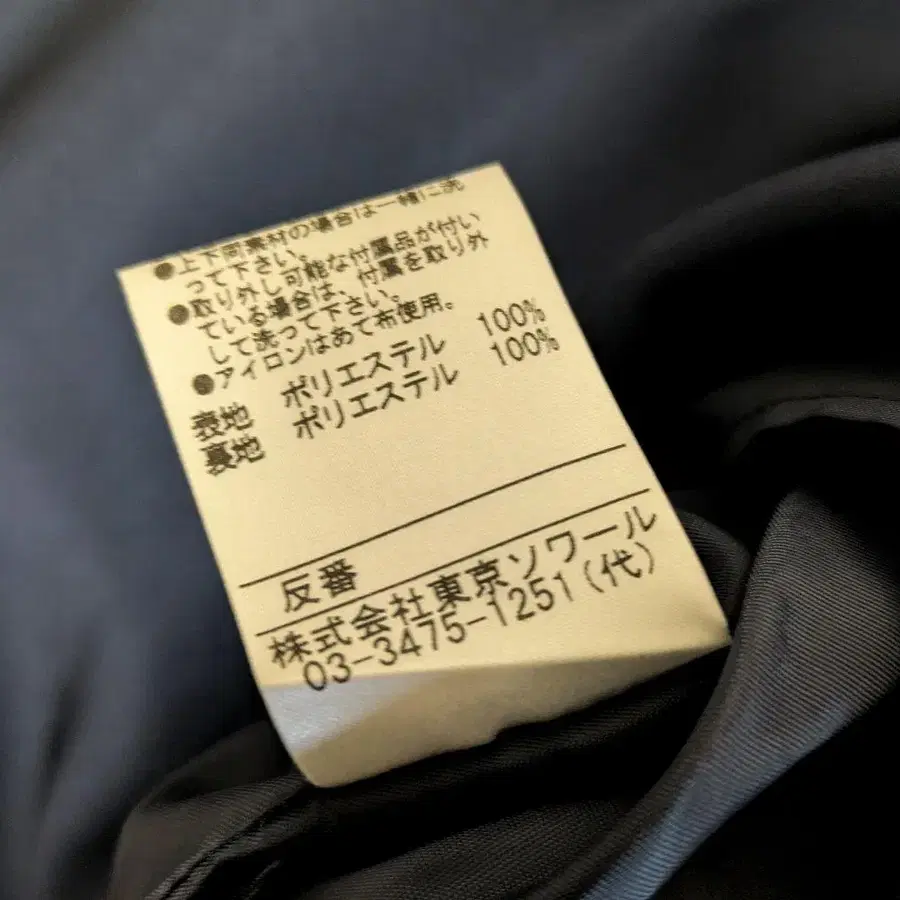 ●上下同素材の場合は一緒に洗
って下さい。
●取り外し可能な付属品が付い
ている場合は、付属を取り外
して洗って下さい。
●アイロンはあて布使用。
表地 ポリエステル 100%
裏地 ポリエステル 100%
反番
株式会社東京ソワール
03-3475-1251(代)